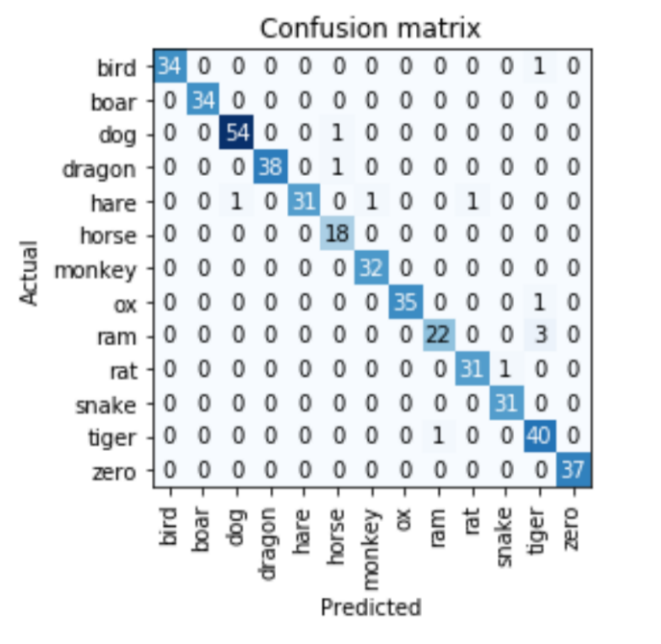 Confusion matrix
bird 34 0 0 0 0 0 0 0 0 0 0 1 0
boar 0 34 0 0 0 0 0 0 0 0 0 0 0
dog 0 0 54 0 0 1 0 0 0 0 0 0 0
dragon 0 0 0 38 0 1 0 0 0 0 0 0 0
hare 0 0 1 0 31 0 1 0 0 1 0 0 0
horse 0 0 0 0 0 18 0 0 0 0 0 0 0
monkey 0 0 0 0 0 0 32 0 0 0 0 0 0
ox 0 0 0 0 0 0 0 35 0 0 0 1 0
ram 0 0 0 0 0 0 0 0 22 0 0 3 0
rat 0 0 0 0 0 0 0 0 0 31 1 0 0
snake 0 0 0 0 0 0 0 0 0 0 31 0 0
tiger 0 0 0 0 0 0 0 0 1 0 0 40 0
zero 0 0 0 0 0 0 0 0 0 0 0 0 37
Actual
bird boar dog dragon hare horse monkey ox ram rat snake tiger zero
Predicted